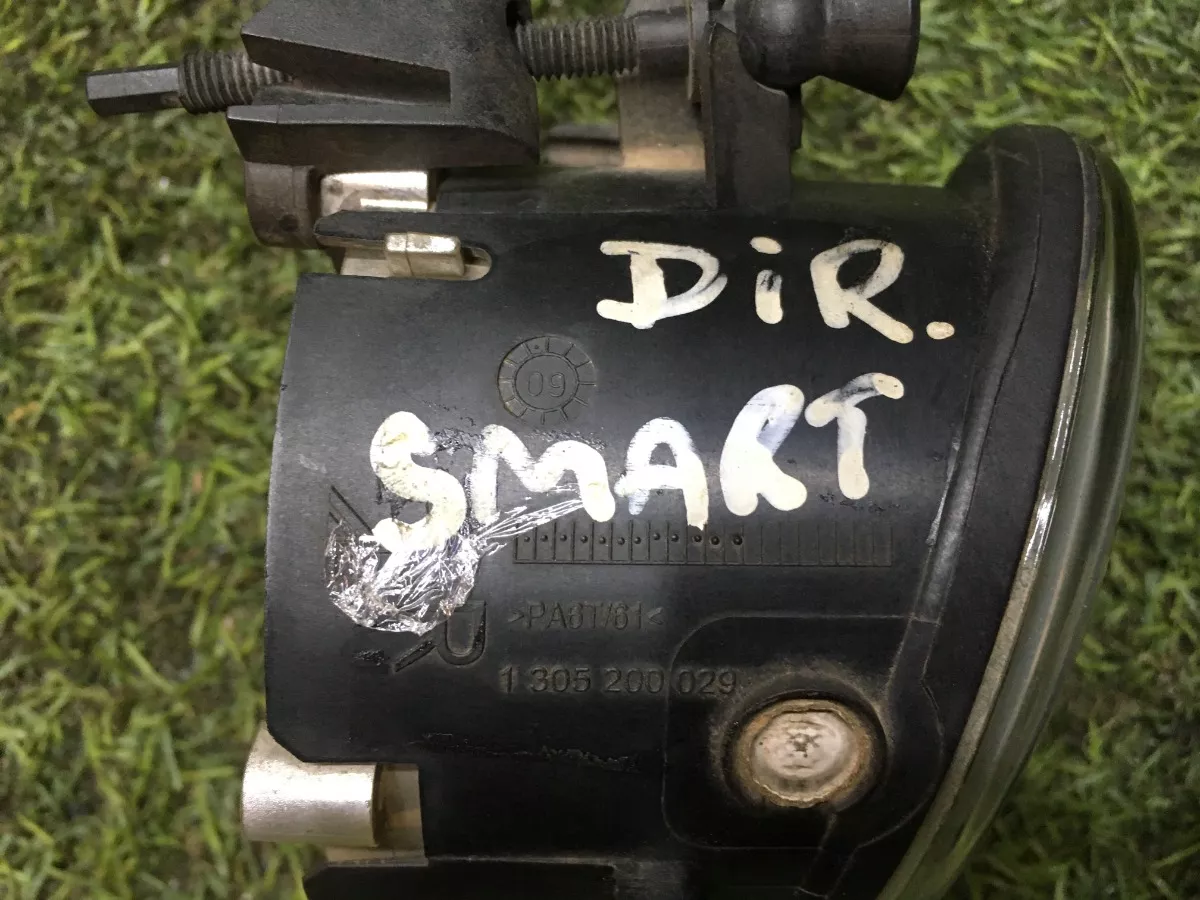 DiR.
09
SMART
>PA6T/61<
1 305 200 029